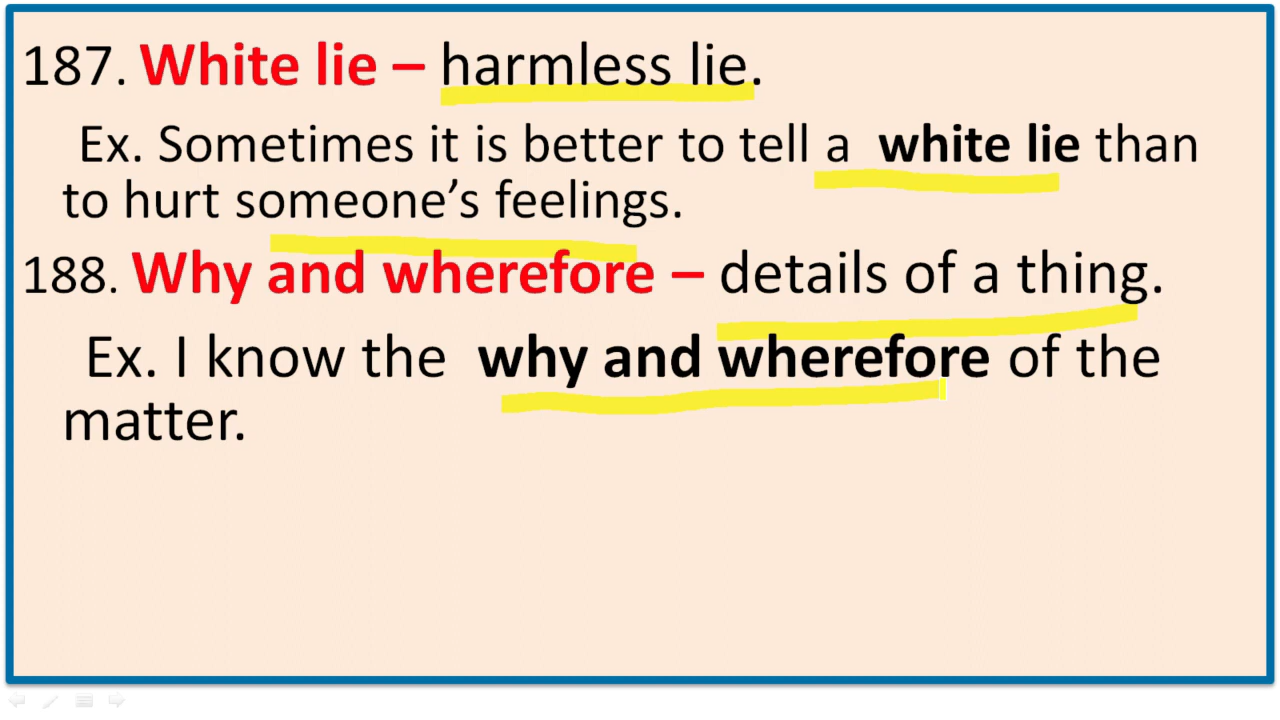 187. White lie – harmless lie.
Ex. Sometimes it is better to tell a white lie than
to hurt someone’s feelings.
188. Why and wherefore – details of a thing.
Ex. I know the why and wherefore of the
matter.